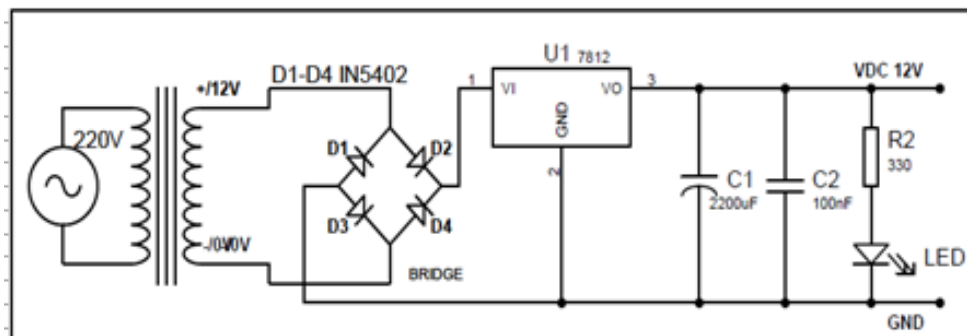 U1 7812
+/12V
D1-D4 IN5402
VDC 12V
1
VI
VO
3
220V
GND
D1
D2
R2
330
2
C1
2200uF
C2
100nF
D3
D4
-/0V0V
LED
BRIDGE
GND